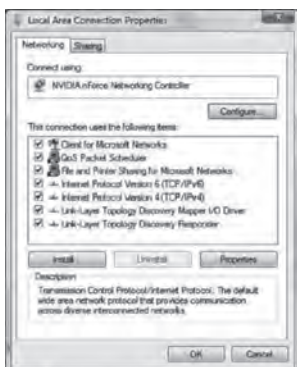 Local Area Connection Properties
Networking Sharing
Connect using:
NVIDIA nForce Networking Controller
Configure...
This connection uses the following items:
Client for Microsoft Networks
QoS Packet Scheduler
File and Printer Sharing for Microsoft Networks
Internet Protocol Version 6 (TCP/IPv6)
Internet Protocol Version 4 (TCP/IPv4)
Link-Layer Topology Discovery Mapper I/O Driver
Link-Layer Topology Discovery Responder
Install... Uninstall Properties
Description
Transmission Control Protocol/Internet Protocol. The default
wide area network protocol that provides communication
across diverse interconnected networks.
OK Cancel